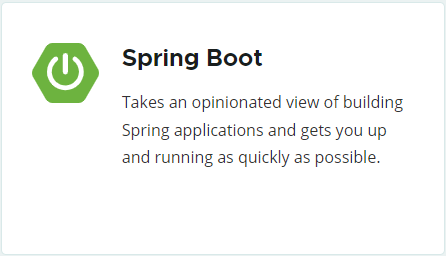 Spring Boot
Takes an opinionated view of building
Spring applications and gets you up
and running as quickly as possible.